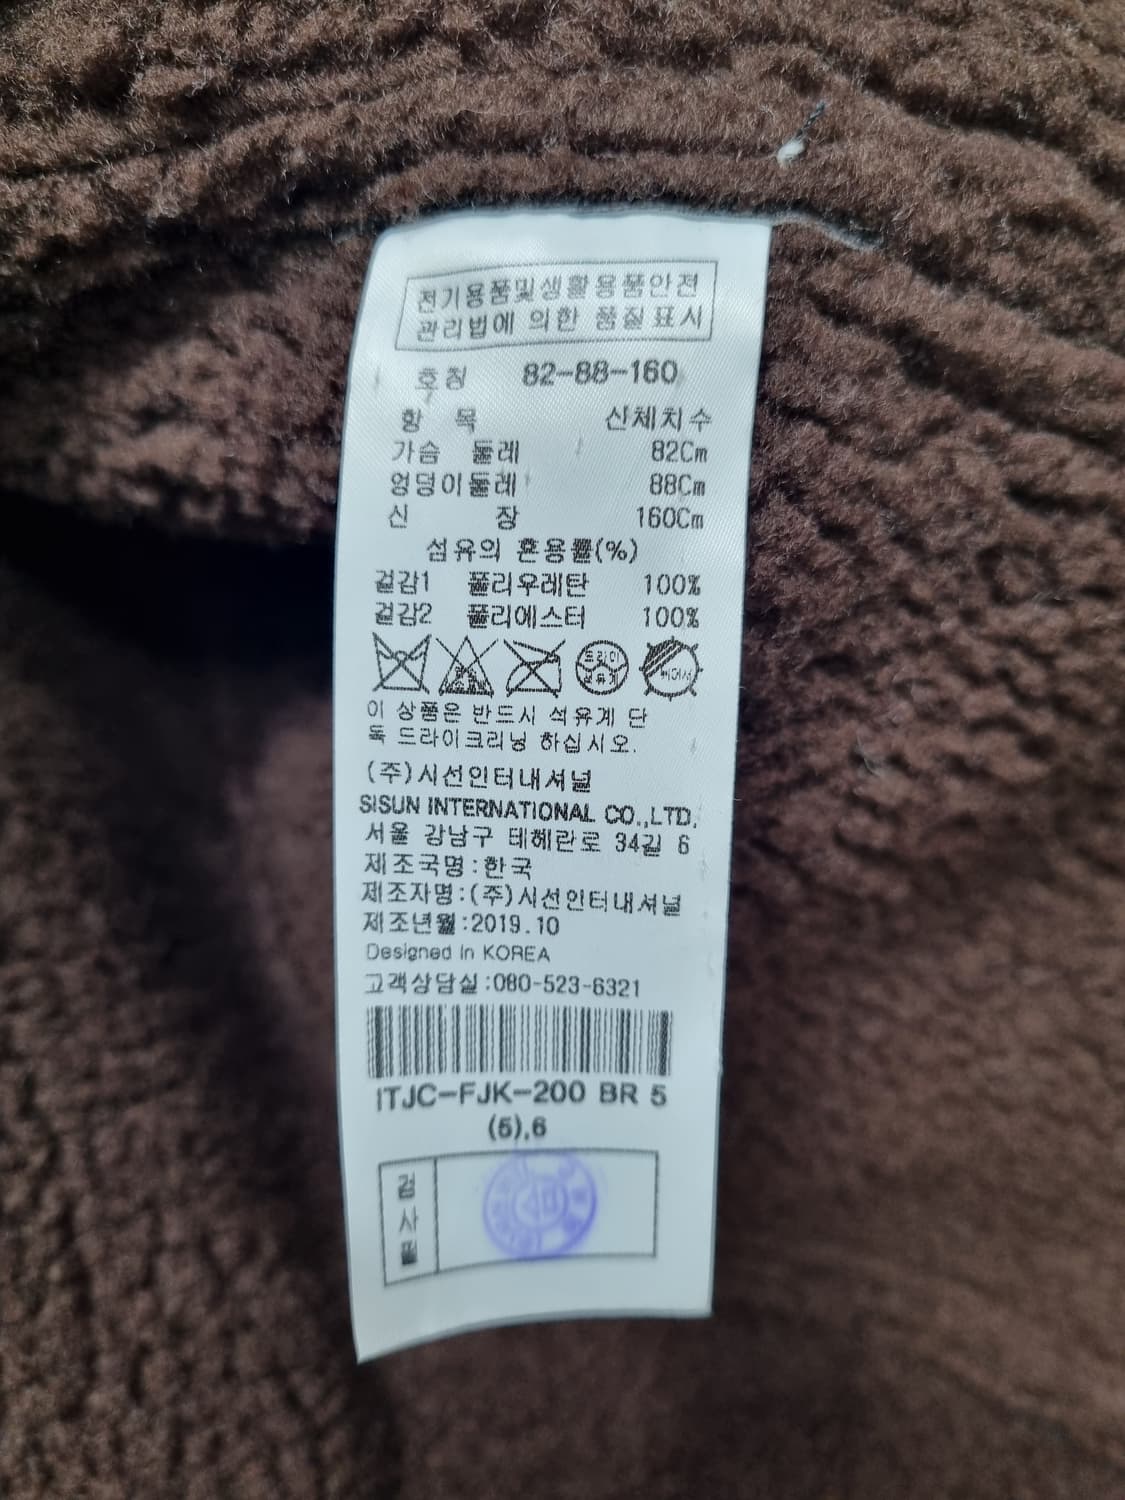 전기용품및생활용품안전
관리법에 의한 품질표시
호칭 82-88-160
항 목 신체치수
가슴 둘레 82Cm
엉덩이둘레 88Cm
신 장 160Cm
섬유의 혼용률(%)
겉감1 폴리우레탄 100%
겉감2 폴리에스터 100%
드라이
석유계
이 상품은 반드시 석유계 단
독 드라이크리닝 하십시오.
(주)시선인터내셔널
SISUN INTERNATIONAL CO.,LTD.
서울 강남구 테헤란로 34길 6
제조국명:한국
제조자명:(주)시선인터내셔널
제조년월:2019.10
Designed In KOREA
고객상담실:080-523-6321
ITJC-FJK-200 BR 5
(5),6
검사필